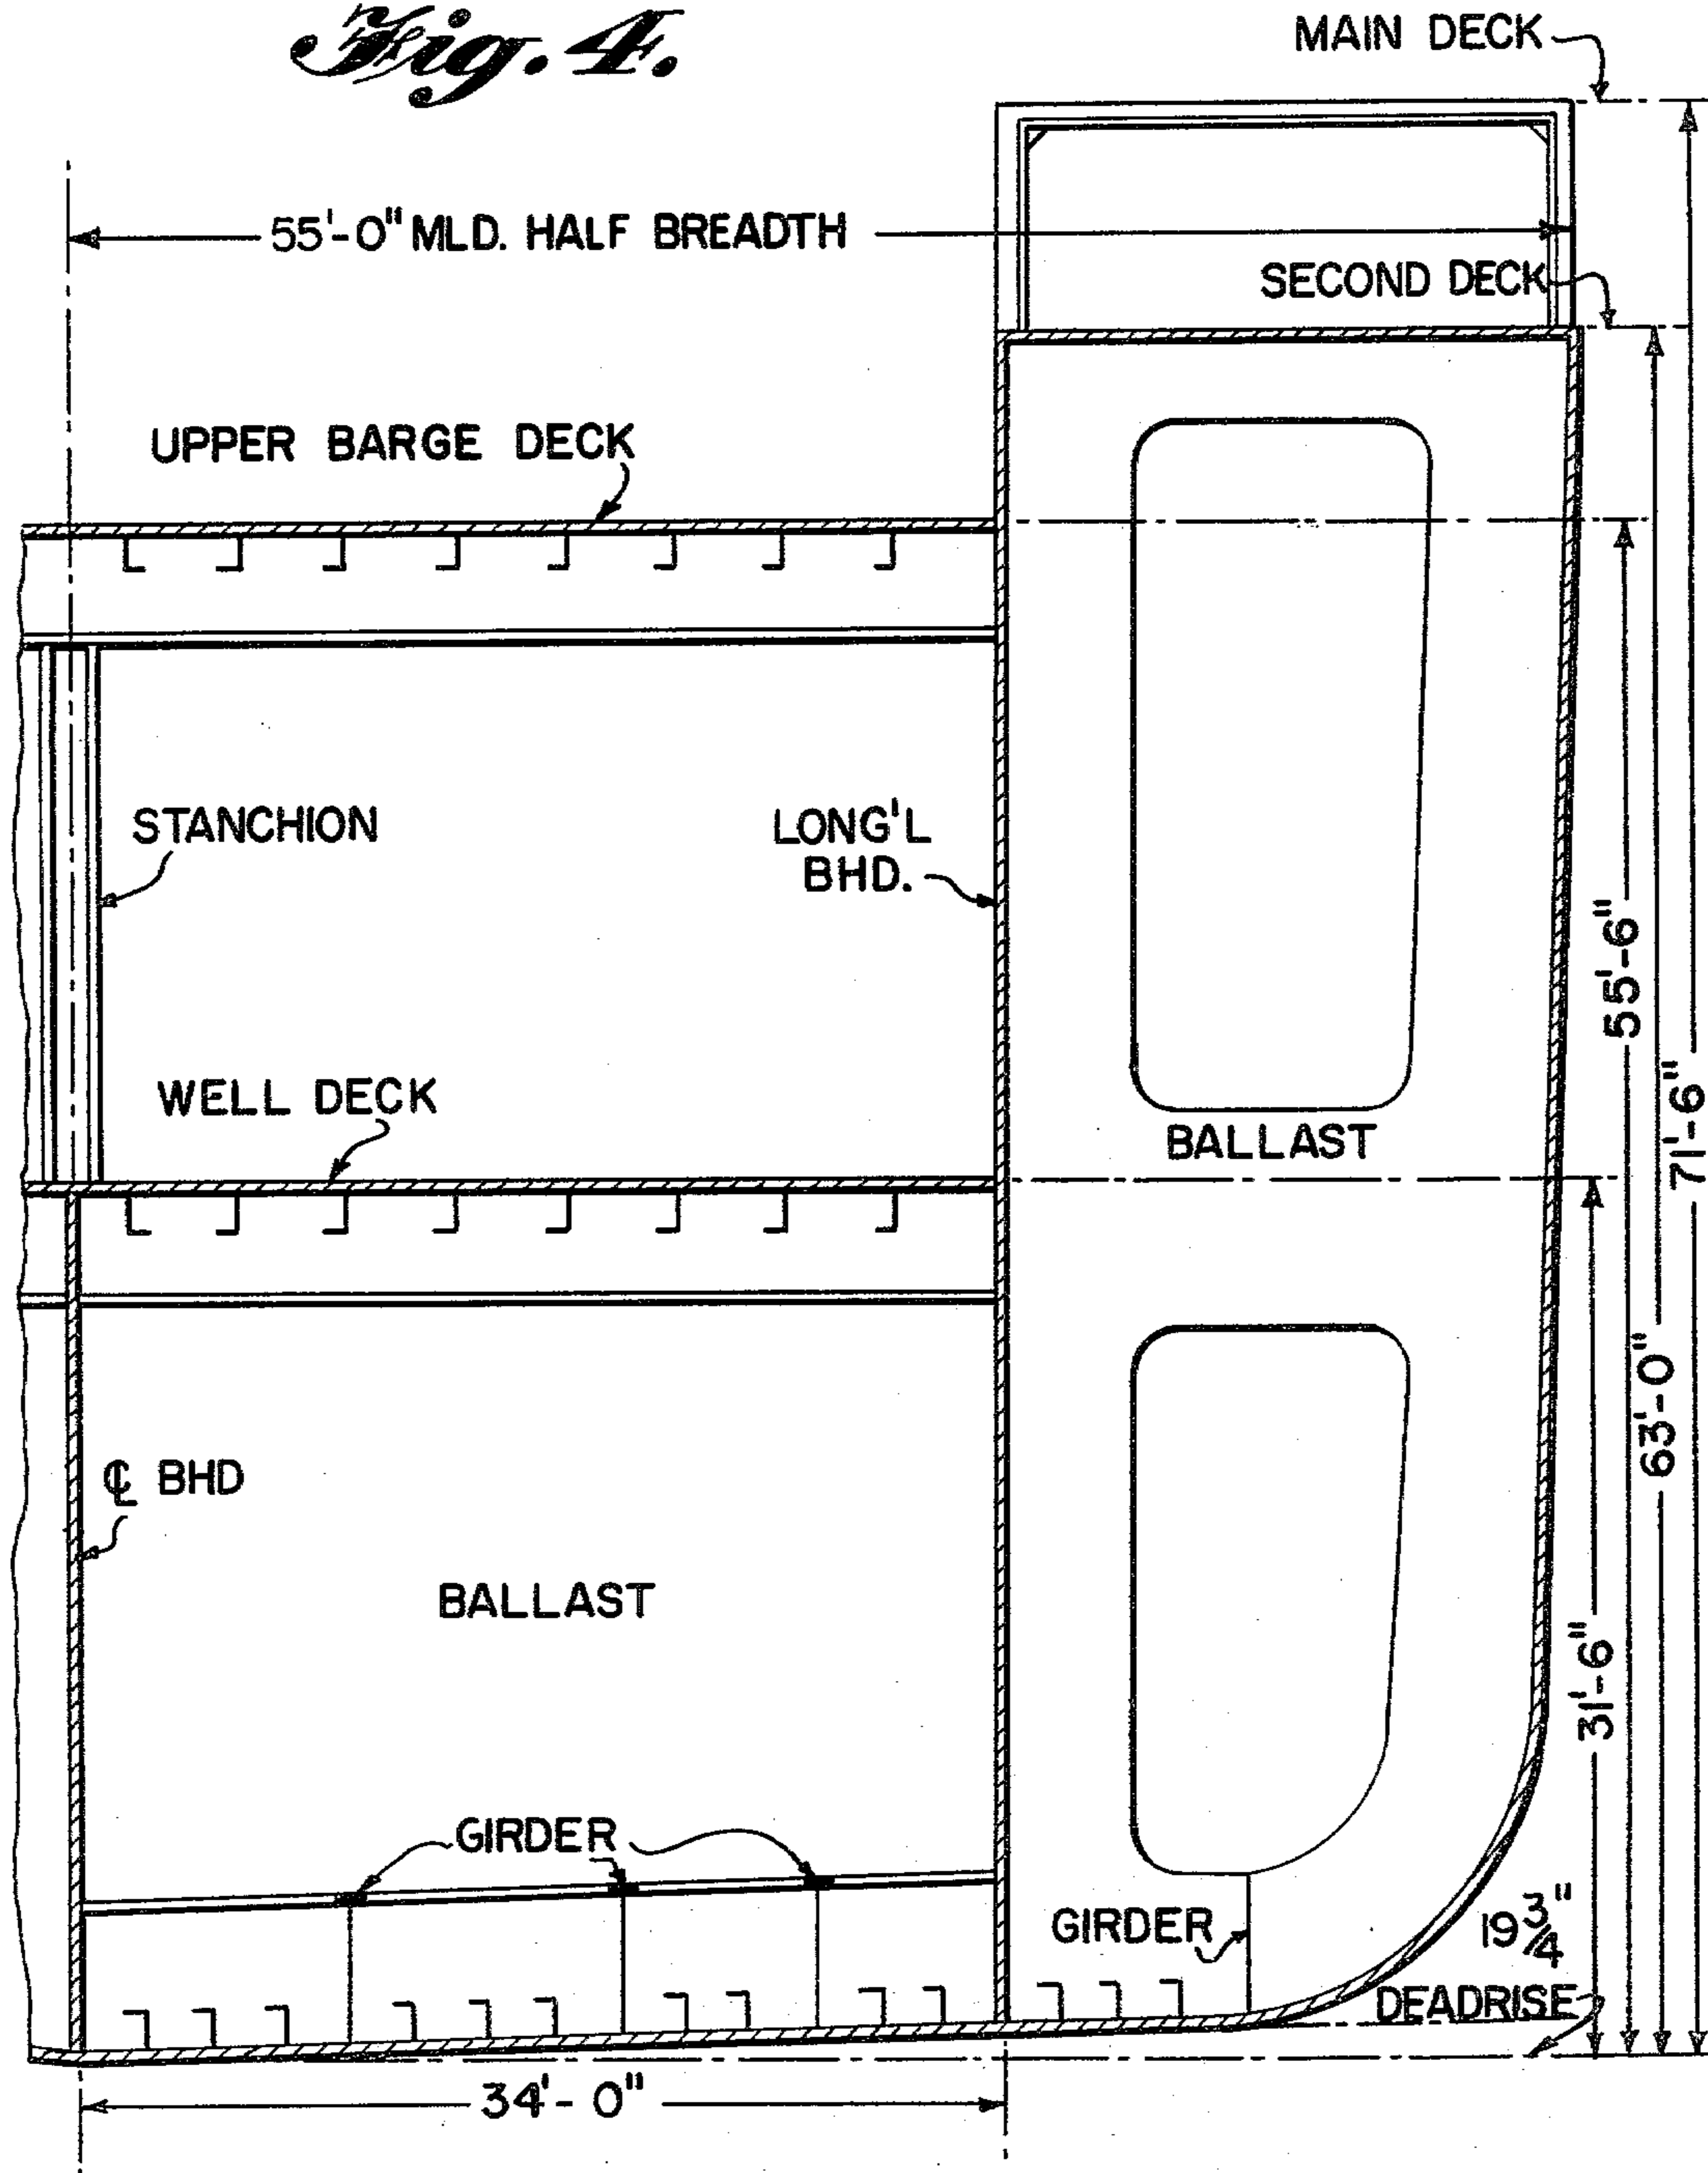 Fig. 4.
MAIN DECK
55'-0" MLD. HALF BREADTH
SECOND DECK
UPPER BARGE DECK
STANCHION
LONG'L
BHD.
55'-6"
71'-6"
WELL DECK
BALLAST
63'-0"
℄ BHD
BALLAST
31'-6"
GIRDER
GIRDER
19 3/4"
DEADRISE
34'-0"